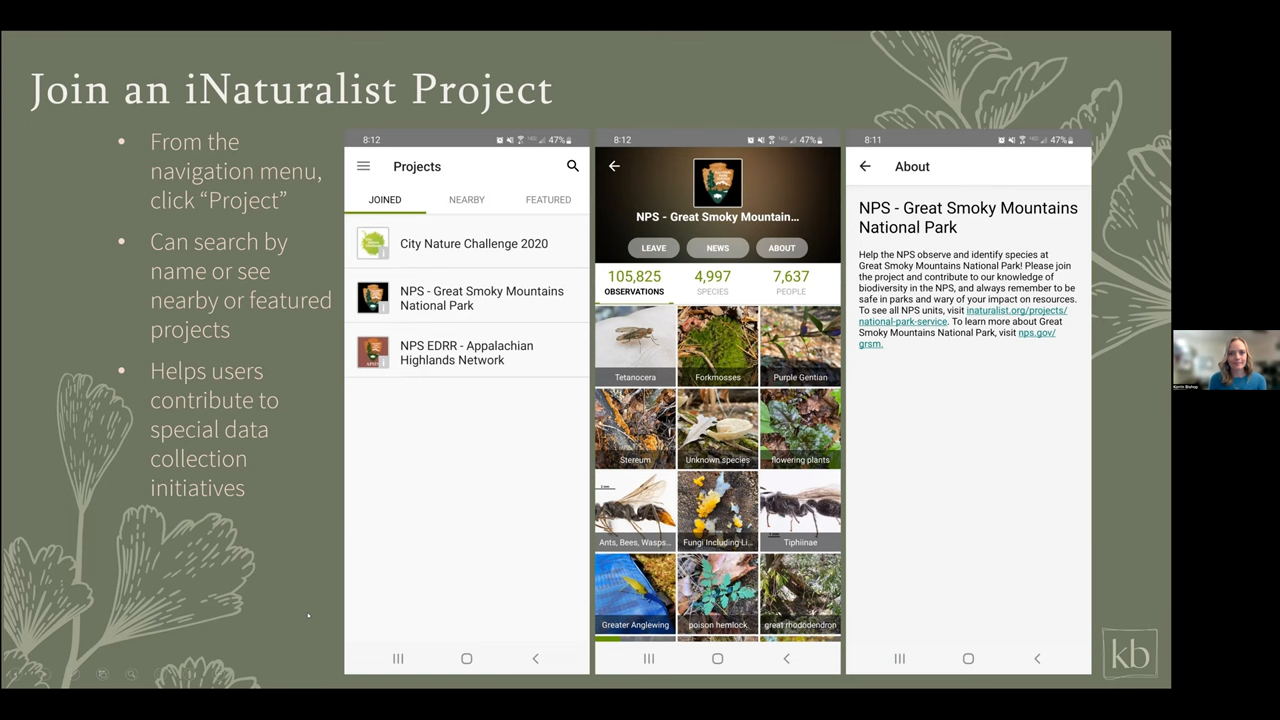 Join an iNaturalist Project
• From the
navigation menu,
click “Project”
• Can search by
name or see
nearby or featured
projects
• Helps users
contribute to
special data
collection
initiatives
8:12
47%
Projects
JOINED NEARBY FEATURED
City Nature Challenge 2020
NPS - Great Smoky Mountains
National Park
NPS EDRR - Appalachian
Highlands Network
8:12
47%
NPS - Great Smoky Mountain...
LEAVE NEWS ABOUT
105,825 4,997 7,637
OBSERVATIONS SPECIES PEOPLE
Tetanocera Forkmosses Purple Gentian
Stereum Unknown species flowering plants
Ants, Bees, Wasps... Fungi Including Li... Tiphiinae
Greater Anglewing poison hemlock great rhododendron
8:11
47%
About
NPS - Great Smoky Mountains
National Park
Help the NPS observe and identify species at
Great Smoky Mountains National Park! Please join
the project and contribute to our knowledge of
biodiversity in the NPS, and always remember to be
safe in parks and wary of your impact on resources.
To see all NPS units, visit inaturalist.org/projects/
national-park-service. To learn more about Great
Smoky Mountains National Park, visit nps.gov/
grsm.
kb
Bishop